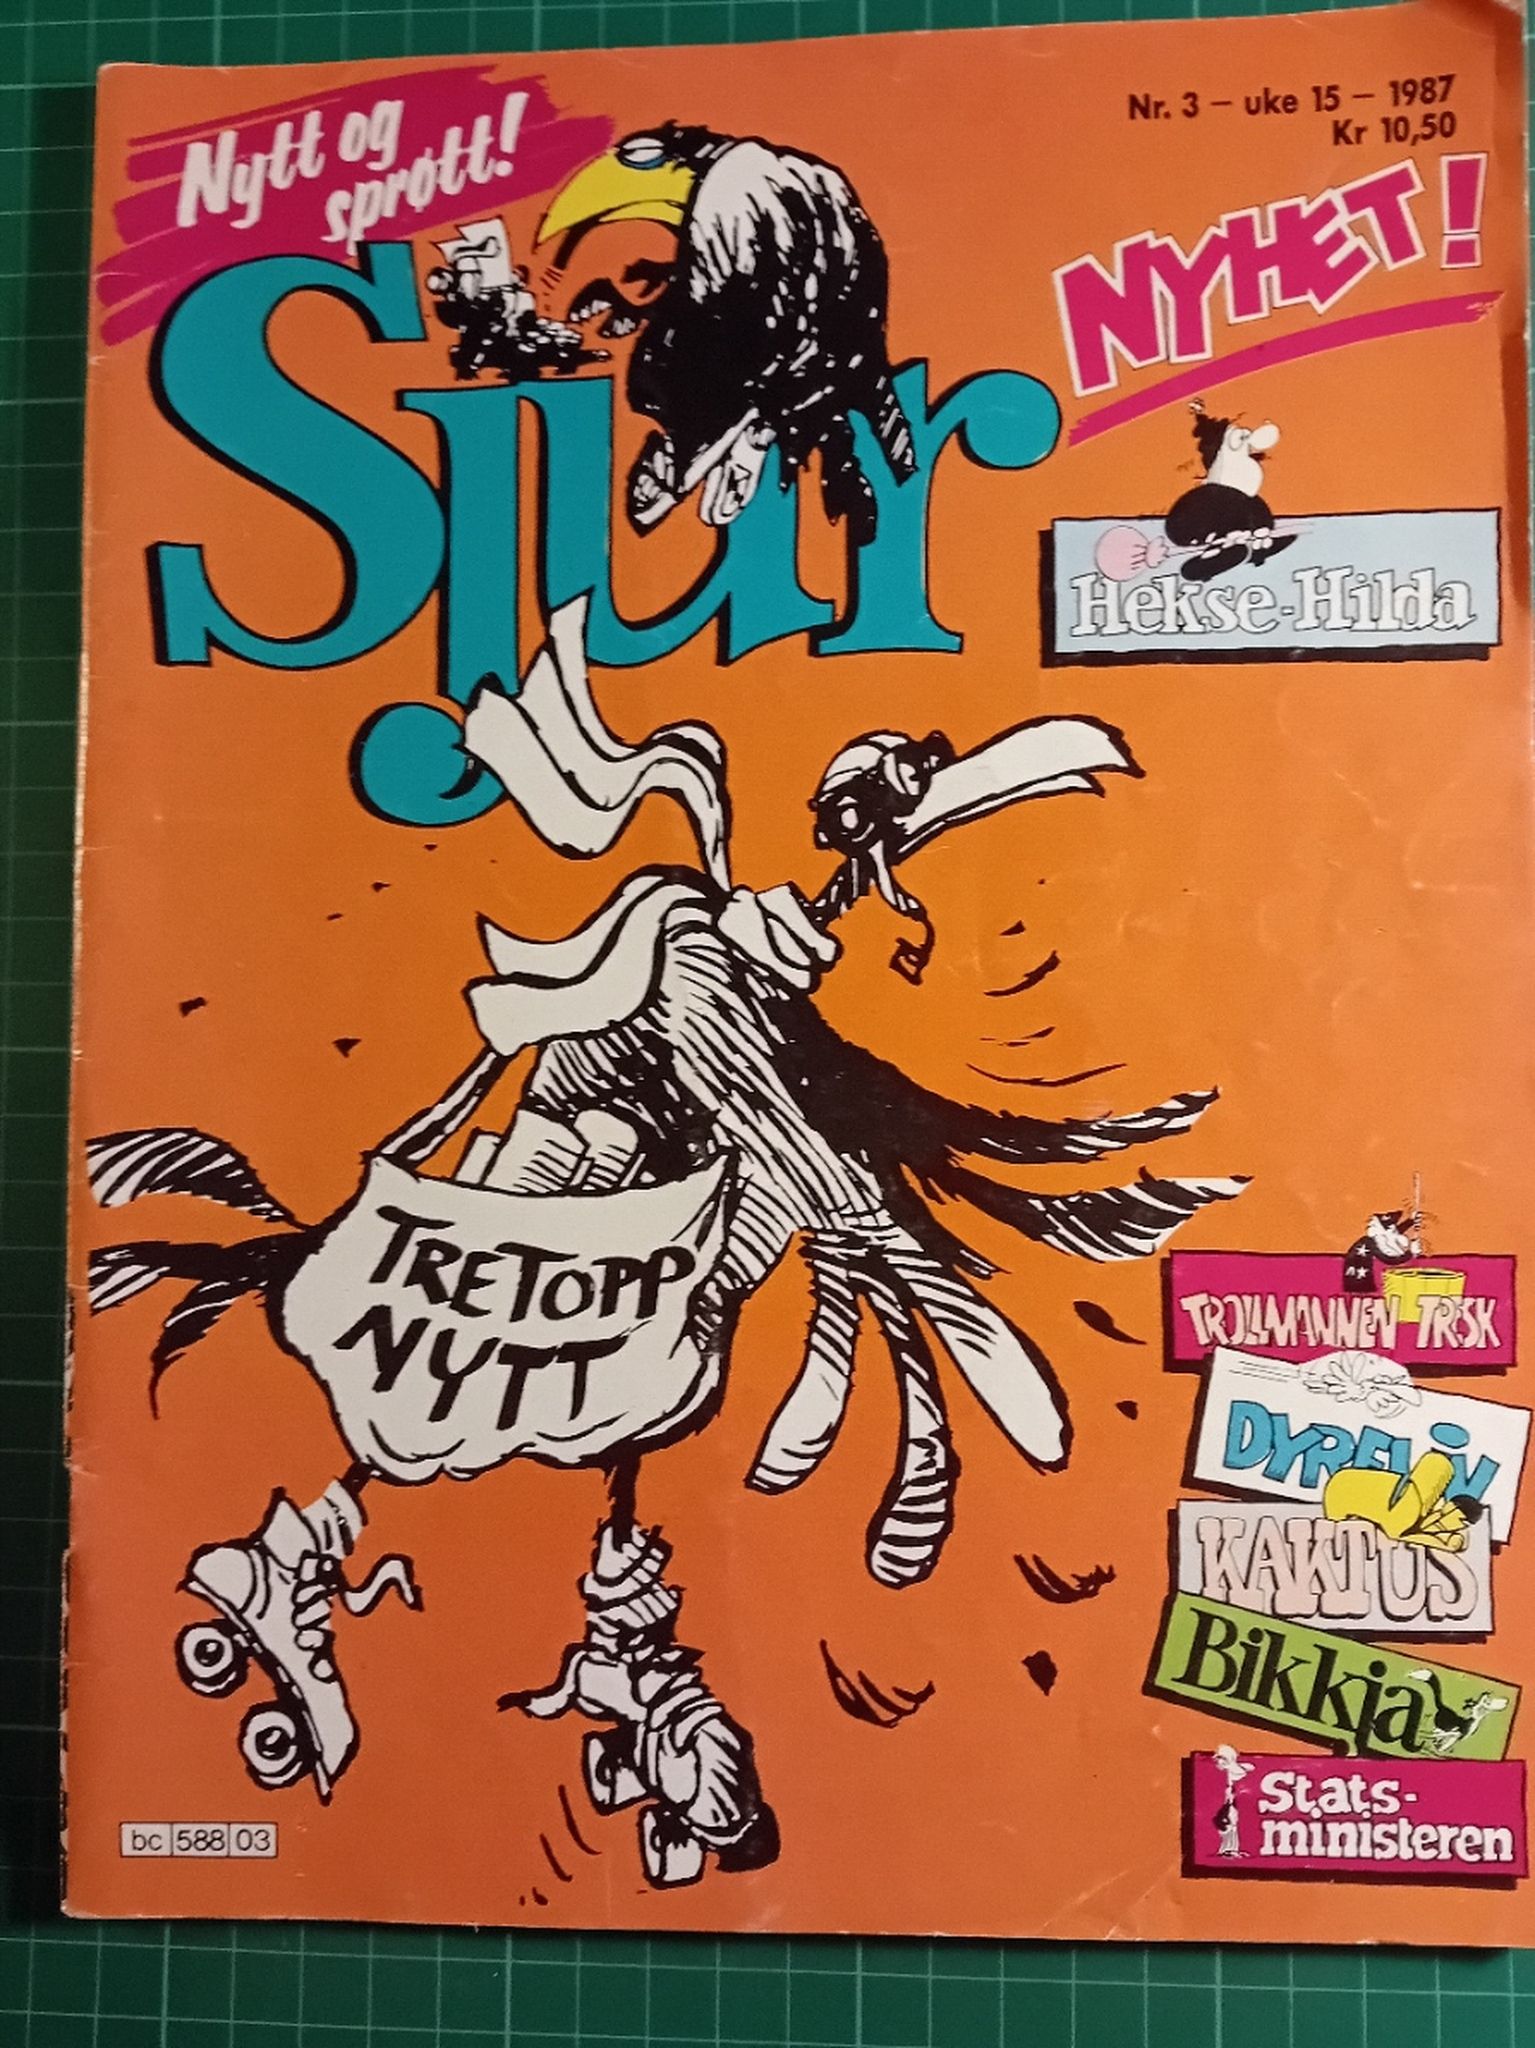 Nytt og
sprøtt!
Nr. 3 – uke 15 – 1987
Kr 10,50
NYHET!
Sjur
Hekse-Hilda
TRETOPP
NYTT
TROLLMANNEN TRISK
DYRELIV
KAKTUS
Bikkja
Stats-
ministeren
bc 588 03